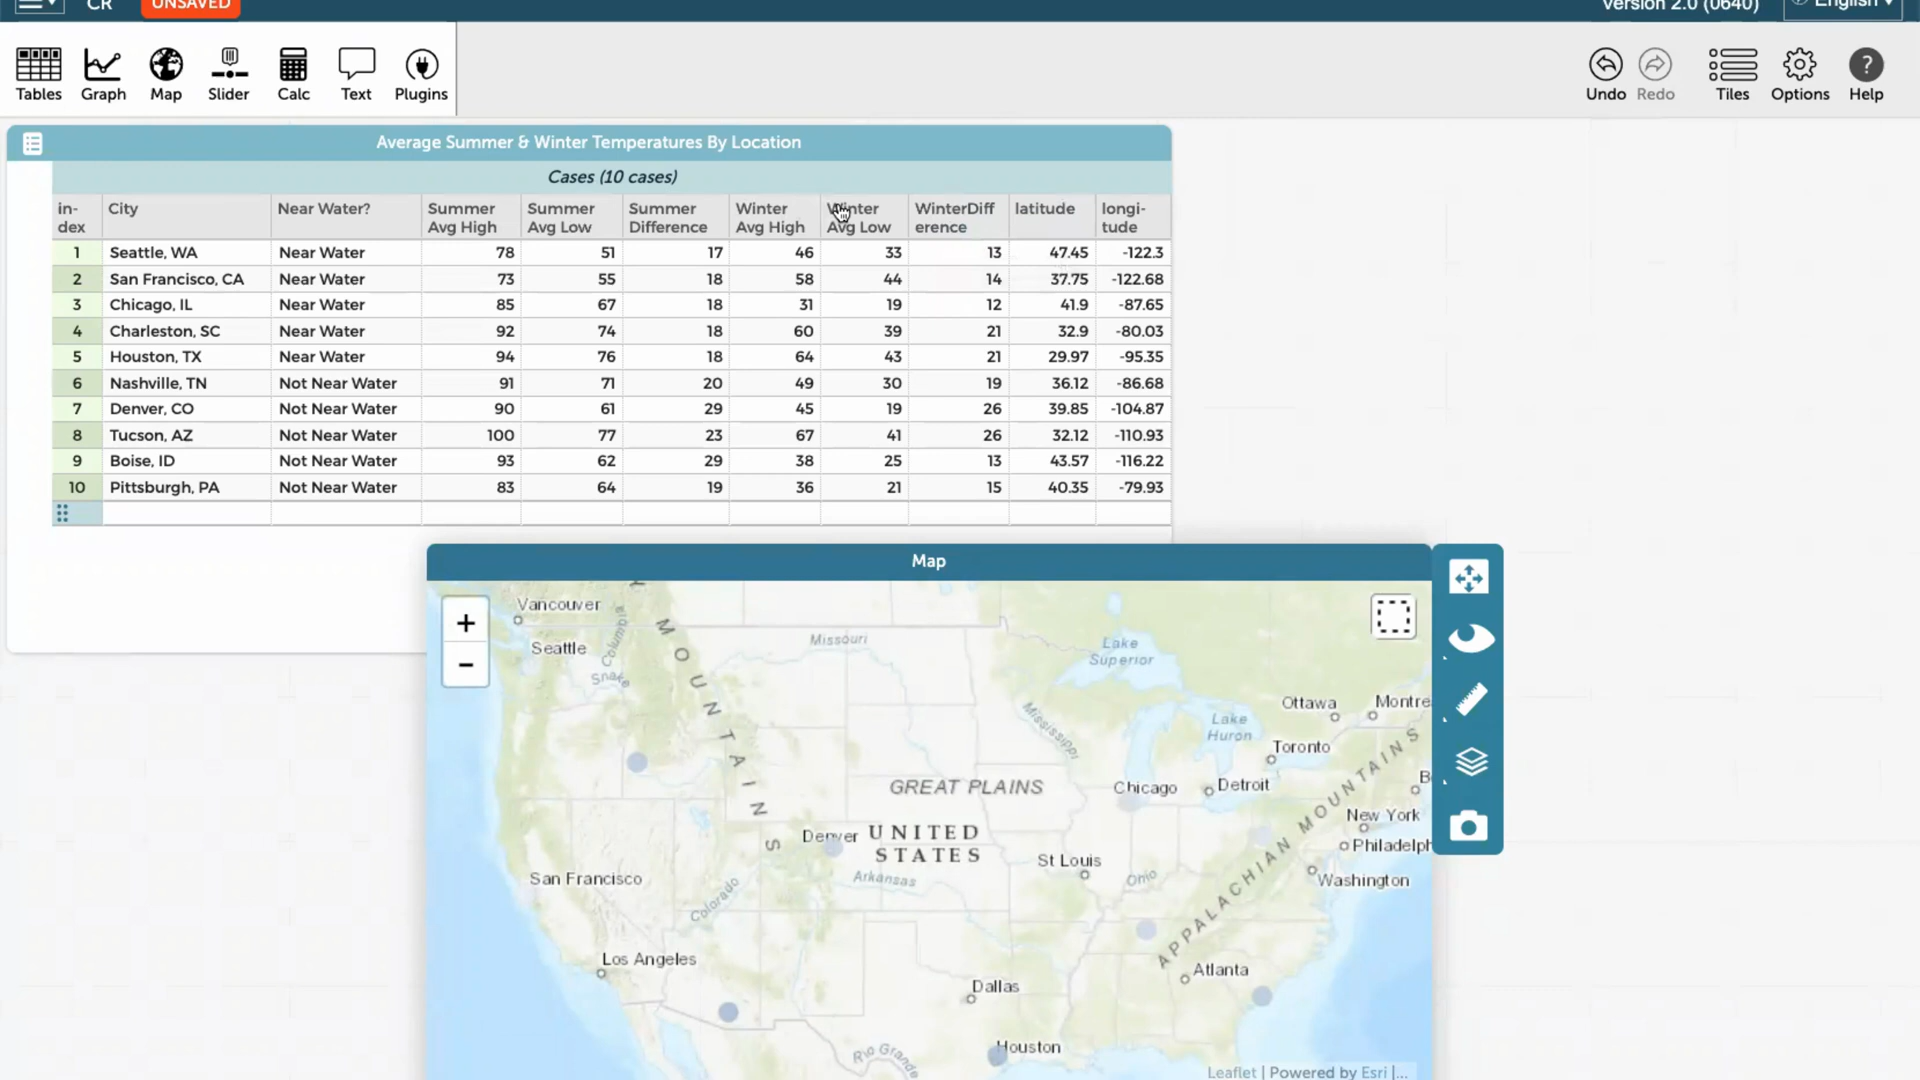 CR UNSAVED Version 2.0 (0640) English
Tables Graph Map Slider Calc Text Plugins Undo Redo Tiles Options Help
Average Summer & Winter Temperatures By Location
Cases (10 cases)
in-
dex City Near Water? Summer
Avg High Summer
Avg Low Summer
Difference Winter
Avg High Winter
Avg Low WinterDiff
erence latitude longi-
tude
1 Seattle, WA Near Water 78 51 17 46 33 13 47.45 -122.3
2 San Francisco, CA Near Water 73 55 18 58 44 14 37.75 -122.68
3 Chicago, IL Near Water 85 67 18 31 19 12 41.9 -87.65
4 Charleston, SC Near Water 92 74 18 60 39 21 32.9 -80.03
5 Houston, TX Near Water 94 76 18 64 43 21 29.97 -95.35
6 Nashville, TN Not Near Water 91 71 20 49 30 19 36.12 -86.68
7 Denver, CO Not Near Water 90 61 29 45 19 26 39.85 -104.87
8 Tucson, AZ Not Near Water 100 77 23 67 41 26 32.12 -110.93
9 Boise, ID Not Near Water 93 62 29 38 25 13 43.57 -116.22
10 Pittsburgh, PA Not Near Water 83 64 19 36 21 15 40.35 -79.93
Map
+
−
Vancouver
Seattle
Columbia
Snake
MOUNTAINS
Missouri
Lake
Superior
Mississippi
Ottawa
Montre
Lake
Huron
Toronto
GREAT PLAINS
Chicago
Detroit
B
New York
Philadelph
Washington
APPALACHIAN MOUNTAINS
Denver
UNITED
STATES
St Louis
Ohio
Arkansas
San Francisco
Colorado
Los Angeles
Atlanta
Dallas
Houston
Rio Grande
Leaflet | Powered by Esri |...